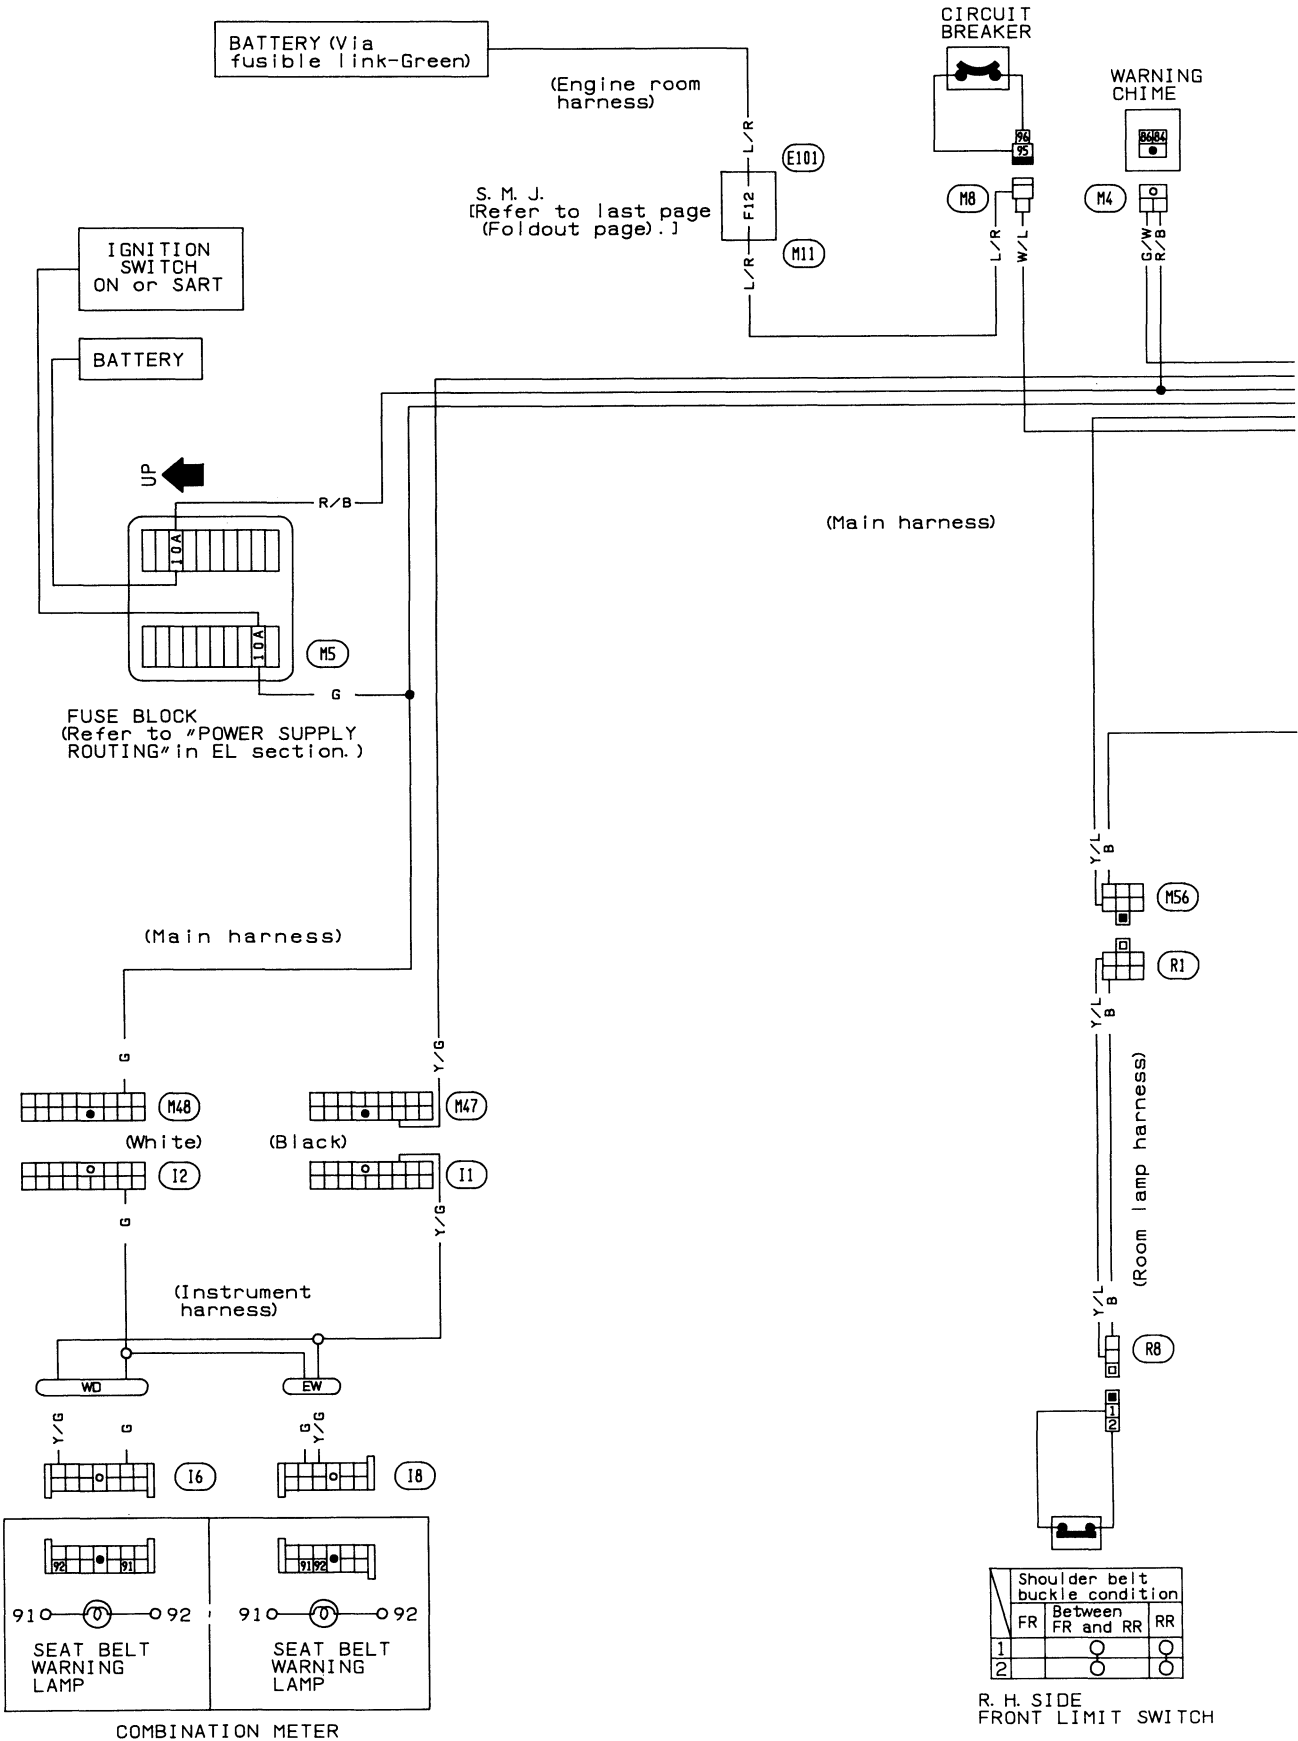 CIRCUIT
BREAKER
BATTERY (Via
fusible link-Green)
(Engine room
harness)
WARNING
CHIME
96
95
86 84
L/R
E101
S. M. J.
[Refer to last page
(Foldout page).]
F12
M8
M4
M11
L/R
L/R
W/L
G/W
R/B
IGNITION
SWITCH
ON or SART
BATTERY
UP
R/B
(Main harness)
10A
10A
M5
G
FUSE BLOCK
(Refer to "POWER SUPPLY
ROUTING" in EL section.)
Y/L
B
M56
(Main harness)
R1
Y/L
B
G
Y/G
M48
M47
(White)
(Black)
I2
I1
G
Y/G
(Room lamp harness)
(Instrument
harness)
Y/L
B
R8
WD
EW
1
2
Y/G
G
G
Y/G
I6
I8
92
91
91 92
91
92
91
92
SEAT BELT
WARNING
LAMP
SEAT BELT
WARNING
LAMP
COMBINATION METER
Shoulder belt
buckle condition
FR
Between
FR and RR
RR
1
2
R. H. SIDE
FRONT LIMIT SWITCH